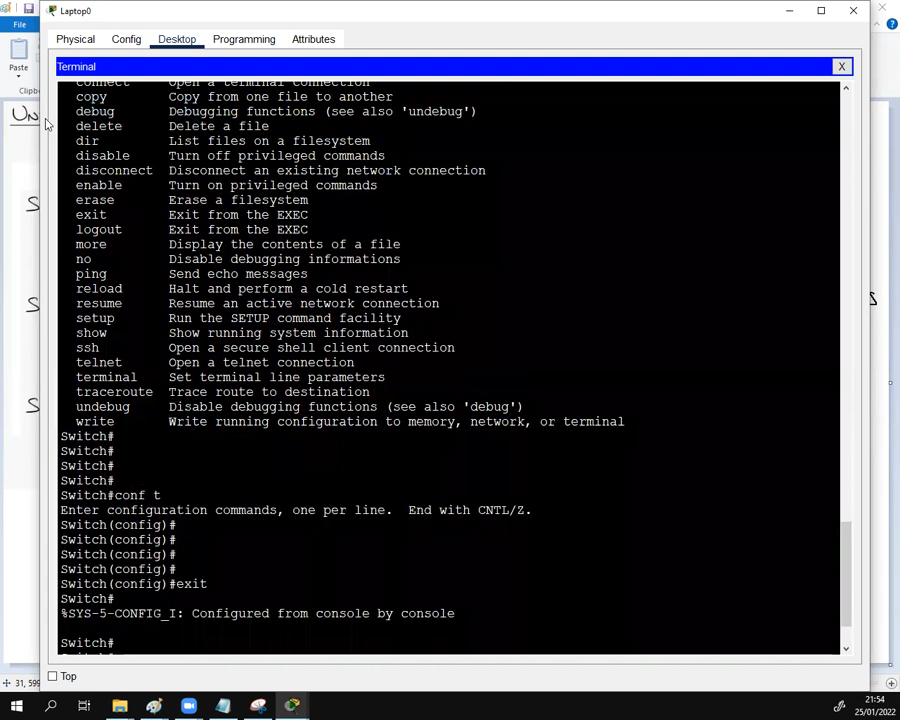 Laptop0
File
Physical
Config
Desktop
Programming
Attributes
Paste
Clipb
Un
Terminal
X
connect Open a terminal connection
copy Copy from one file to another
debug Debugging functions (see also 'undebug')
delete Delete a file
dir List files on a filesystem
disable Turn off privileged commands
disconnect Disconnect an existing network connection
enable Turn on privileged commands
erase Erase a filesystem
exit Exit from the EXEC
logout Exit from the EXEC
more Display the contents of a file
no Disable debugging informations
ping Send echo messages
reload Halt and perform a cold restart
resume Resume an active network connection
setup Run the SETUP command facility
show Show running system information
ssh Open a secure shell client connection
telnet Open a telnet connection
terminal Set terminal line parameters
traceroute Trace route to destination
undebug Disable debugging functions (see also 'debug')
write Write running configuration to memory, network, or terminal
Switch#
Switch#
Switch#
Switch#
Switch#conf t
Enter configuration commands, one per line. End with CNTL/Z.
Switch(config)#
Switch(config)#
Switch(config)#
Switch(config)#
Switch(config)#exit
Switch#
%SYS-5-CONFIG_I: Configured from console by console
Switch#
S
S
S
Top
31, 599
21:54
25/01/2022